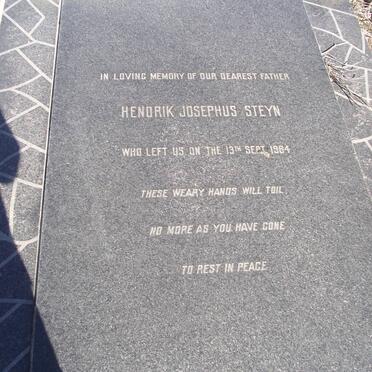 IN LOVING MEMORY OF OUR DEAREST FATHER
HENDRIK JOSEPHUS STEYN
WHO LEFT US ON THE 13TH SEPT. 1964
THESE WEARY HANDS WILL TOIL
NO MORE AS YOU HAVE GONE
TO REST IN PEACE